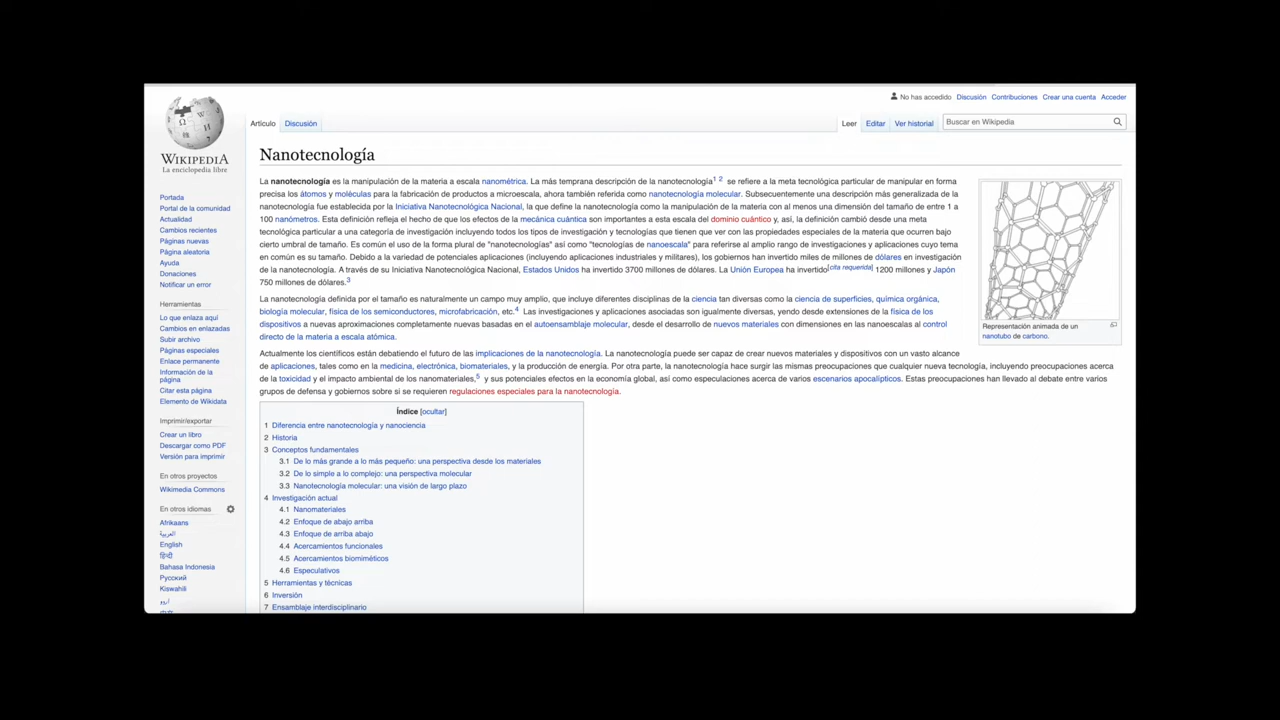 No has accedido Discusión Contribuciones Crear una cuenta Acceder
WIKIPEDIA
La enciclopedia libre
Artículo Discusión
Leer Editar Ver historial Buscar en Wikipedia
Portada
Portal de la comunidad
Actualidad
Cambios recientes
Páginas nuevas
Página aleatoria
Ayuda
Donaciones
Notificar un error
Herramientas
Lo que enlaza aquí
Cambios en enlazadas
Subir archivo
Páginas especiales
Enlace permanente
Información de la
página
Citar esta página
Elemento de Wikidata
Imprimir/exportar
Crear un libro
Descargar como PDF
Versión para imprimir
En otros proyectos
Wikimedia Commons
En otros idiomas
Afrikaans
العربية
English
हिन्दी
Bahasa Indonesia
Русский
Kiswahili
اردو
Nanotecnología
La nanotecnología es la manipulación de la materia a escala nanométrica. La más temprana descripción de la nanotecnología1 2 se refiere a la meta tecnológica particular de manipular en forma
precisa los átomos y moléculas para la fabricación de productos a microescala, ahora también referida como nanotecnología molecular. Subsecuentemente una descripción más generalizada de la
nanotecnología fue establecida por la Iniciativa Nanotecnológica Nacional, la que define la nanotecnología como la manipulación de la materia con al menos una dimensión del tamaño de entre 1 a
100 nanómetros. Esta definición refleja el hecho de que los efectos de la mecánica cuántica son importantes a esta escala del dominio cuántico y, así, la definición cambió desde una meta
tecnológica particular a una categoría de investigación incluyendo todos los tipos de investigación y tecnologías que tienen que ver con las propiedades especiales de la materia que ocurren bajo
cierto umbral de tamaño. Es común el uso de la forma plural de "nanotecnologías" así como "tecnologías de nanoescala" para referirse al amplio rango de investigaciones y aplicaciones cuyo tema
en común es su tamaño. Debido a la variedad de potenciales aplicaciones (incluyendo aplicaciones industriales y militares), los gobiernos han invertido miles de millones de dólares en investigación
de la nanotecnología. A través de su Iniciativa Nanotecnológica Nacional, Estados Unidos ha invertido 3700 millones de dólares. La Unión Europea ha invertido[cita requerida] 1200 millones y Japón
750 millones de dólares.3
La nanotecnología definida por el tamaño es naturalmente un campo muy amplio, que incluye diferentes disciplinas de la ciencia tan diversas como la ciencia de superficies, química orgánica,
biología molecular, física de los semiconductores, microfabricación, etc.4 Las investigaciones y aplicaciones asociadas son igualmente diversas, yendo desde extensiones de la física de los
dispositivos a nuevas aproximaciones completamente nuevas basadas en el autoensamblaje molecular, desde el desarrollo de nuevos materiales con dimensiones en las nanoescalas al control
directo de la materia a escala atómica.
Actualmente los científicos están debatiendo el futuro de las implicaciones de la nanotecnología. La nanotecnología puede ser capaz de crear nuevos materiales y dispositivos con un vasto alcance
de aplicaciones, tales como en la medicina, electrónica, biomateriales, y la producción de energía. Por otra parte, la nanotecnología hace surgir las mismas preocupaciones que cualquier nueva tecnología, incluyendo preocupaciones acerca
de la toxicidad y el impacto ambiental de los nanomateriales,5 y sus potenciales efectos en la economía global, así como especulaciones acerca de varios escenarios apocalípticos. Estas preocupaciones han llevado al debate entre varios
grupos de defensa y gobiernos sobre si se requieren regulaciones especiales para la nanotecnología.
Representación animada de un
nanotubo de carbono.
Índice [ocultar]
1 Diferencia entre nanotecnología y nanociencia
2 Historia
3 Conceptos fundamentales
3.1 De lo más grande a lo más pequeño: una perspectiva desde los materiales
3.2 De lo simple a lo complejo: una perspectiva molecular
3.3 Nanotecnología molecular: una visión de largo plazo
4 Investigación actual
4.1 Nanomateriales
4.2 Enfoque de abajo arriba
4.3 Enfoque de arriba abajo
4.4 Acercamientos funcionales
4.5 Acercamientos biomiméticos
4.6 Especulativos
5 Herramientas y técnicas
6 Inversión
7 Ensamblaje interdisciplinario